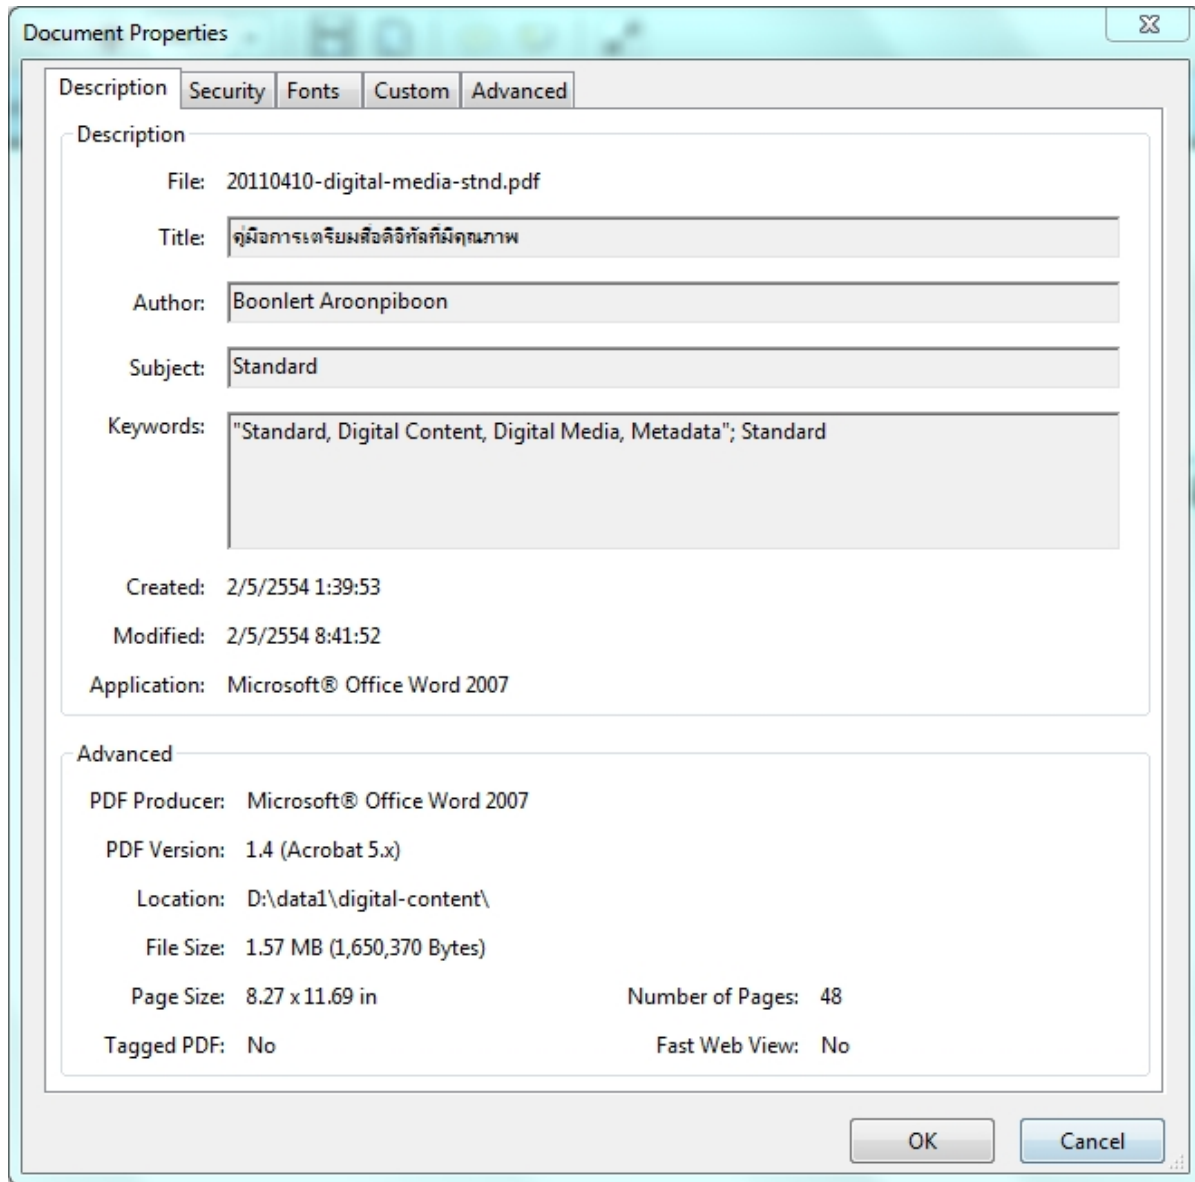 Document Properties
Description Security Fonts Custom Advanced
Description
File: 20110410-digital-media-stnd.pdf
Title: คู่มือการเตรียมสื่อดิจิทัลที่มีคุณภาพ
Author: Boonlert Aroonpiboon
Subject: Standard
Keywords: "Standard, Digital Content, Digital Media, Metadata"; Standard
Created: 2/5/2554 1:39:53
Modified: 2/5/2554 8:41:52
Application: Microsoft® Office Word 2007
Advanced
PDF Producer: Microsoft® Office Word 2007
PDF Version: 1.4 (Acrobat 5.x)
Location: D:\data1\digital-content\
File Size: 1.57 MB (1,650,370 Bytes)
Page Size: 8.27 x 11.69 in Number of Pages: 48
Tagged PDF: No Fast Web View: No
OK Cancel